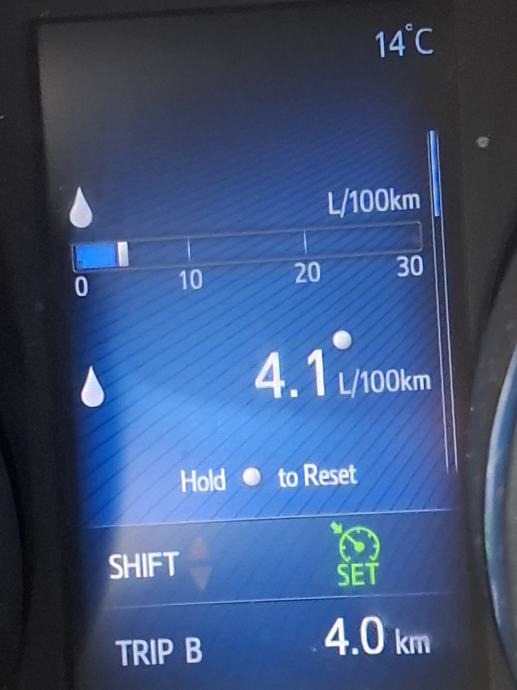 14°C
L/100km
0 10 20 30
4.1 L/100km
Hold to Reset
SHIFT SET
TRIP B 4.0 km